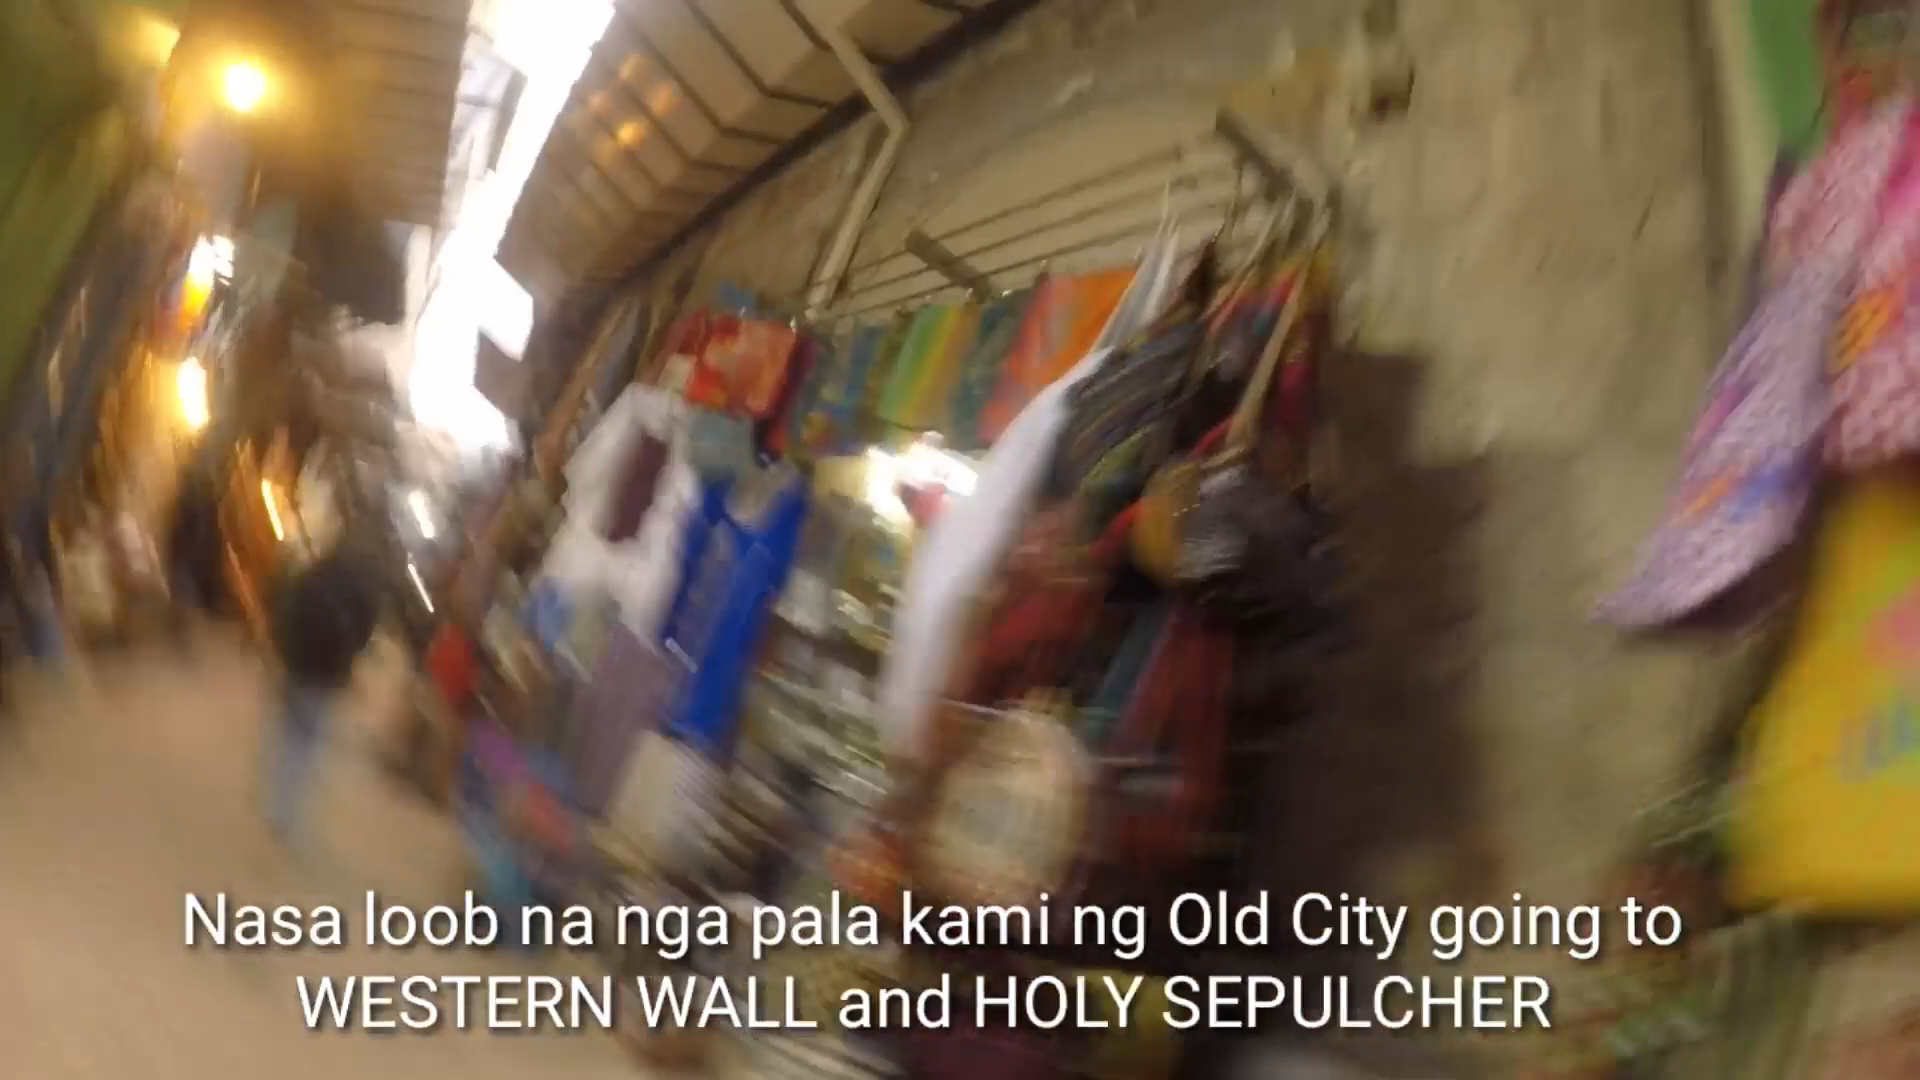 Nasa loob na nga pala kami ng Old City going to
WESTERN WALL and HOLY SEPULCHER